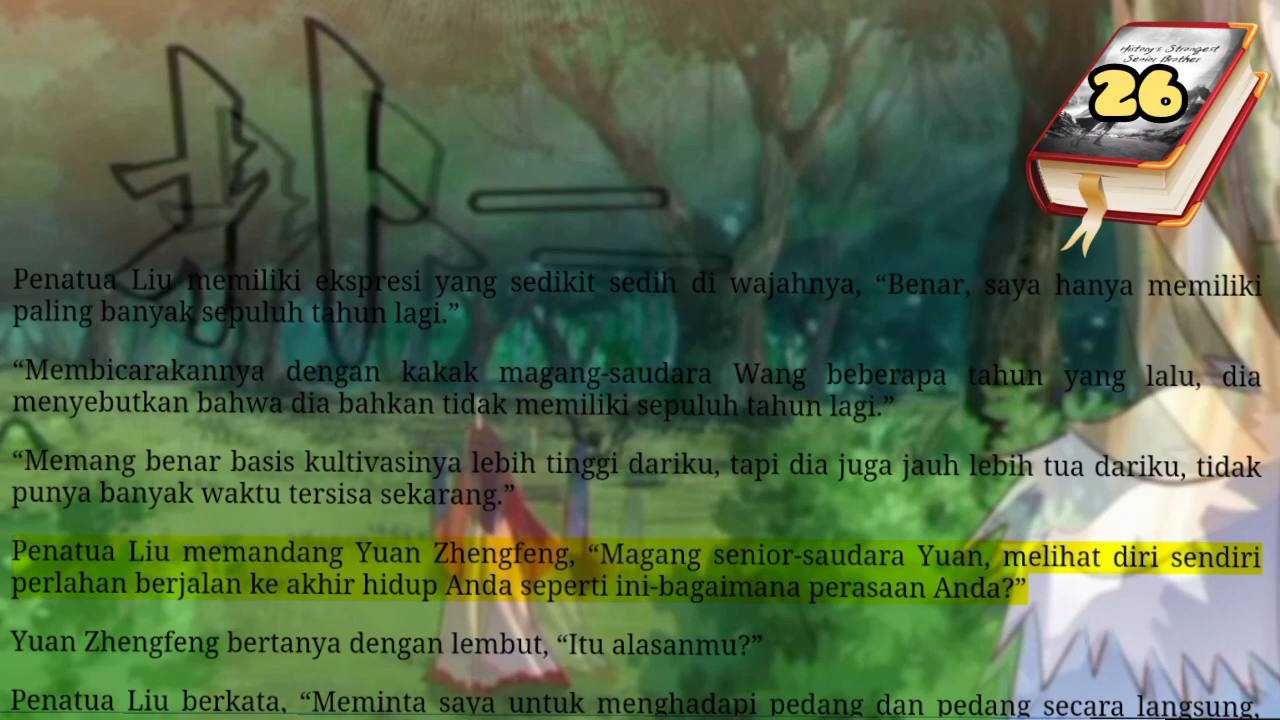 History's Strongest
Senior Brother
26
Penatua Liu memiliki ekspresi yang sedikit sedih di wajahnya, “Benar, saya hanya memiliki
paling banyak sepuluh tahun lagi.”
“Membicarakannya dengan kakak magang-saudara Wang beberapa tahun yang lalu, dia
menyebutkan bahwa dia bahkan tidak memiliki sepuluh tahun lagi.”
“Memang benar basis kultivasinya lebih tinggi dariku, tapi dia juga jauh lebih tua dariku, tidak
punya banyak waktu tersisa sekarang.”
Penatua Liu memandang Yuan Zhengfeng, “Magang senior-saudara Yuan, melihat diri sendiri
perlahan berjalan ke akhir hidup Anda seperti ini-bagaimana perasaan Anda?”
Yuan Zhengfeng bertanya dengan lembut, “Itu alasanmu?”
Penatua Liu berkata, “Meminta saya untuk menghadapi pedang dan pedang secara langsung,